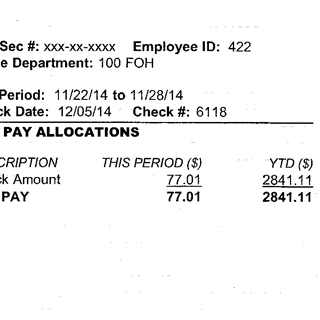 Sec #: xxx-xx-xxxx Employee ID: 422
e Department: 100 FOH
Period: 11/22/14 to 11/28/14
ck Date: 12/05/14 Check #: 6118
PAY ALLOCATIONS
CRIPTION THIS PERIOD ($) YTD ($)
ck Amount 77.01 2841.11
PAY 77.01 2841.11